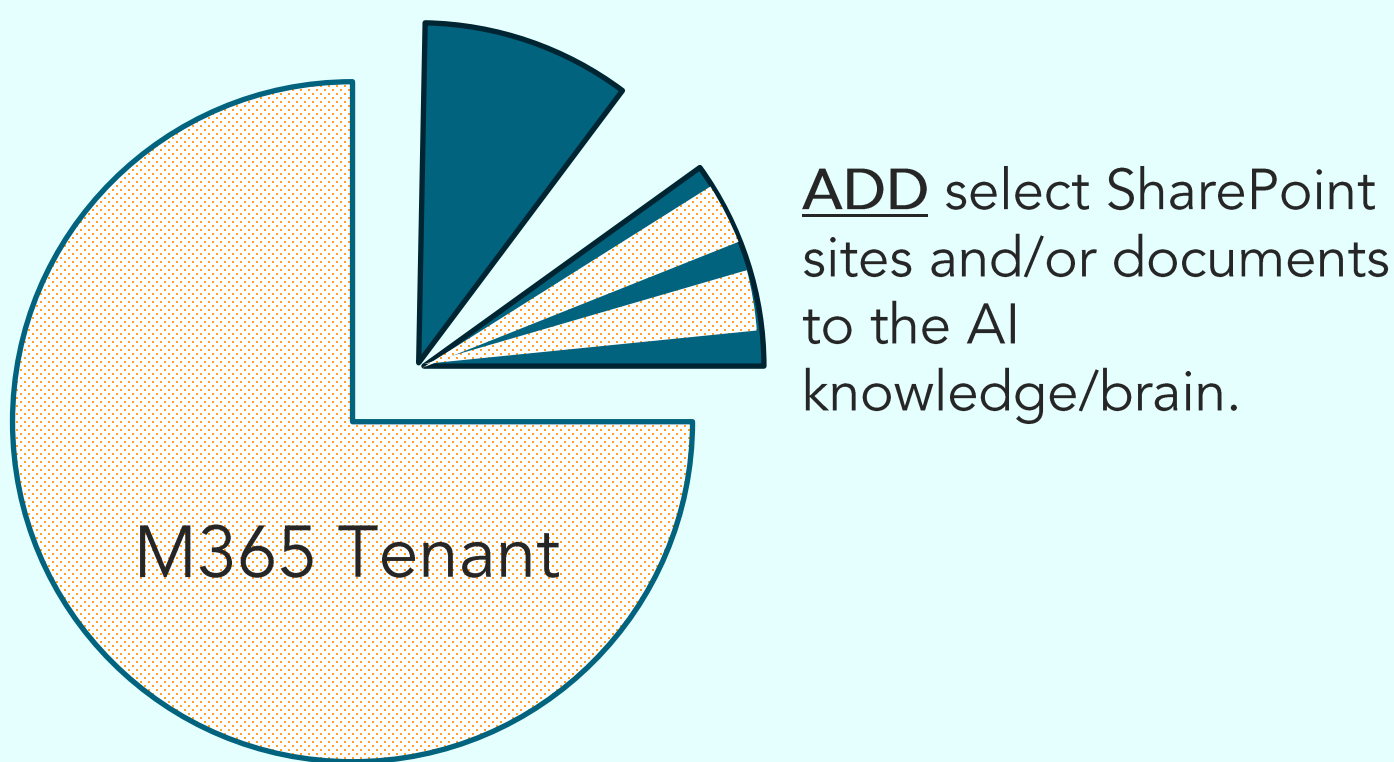 ADD select SharePoint
sites and/or documents
to the AI
knowledge/brain.
M365 Tenant